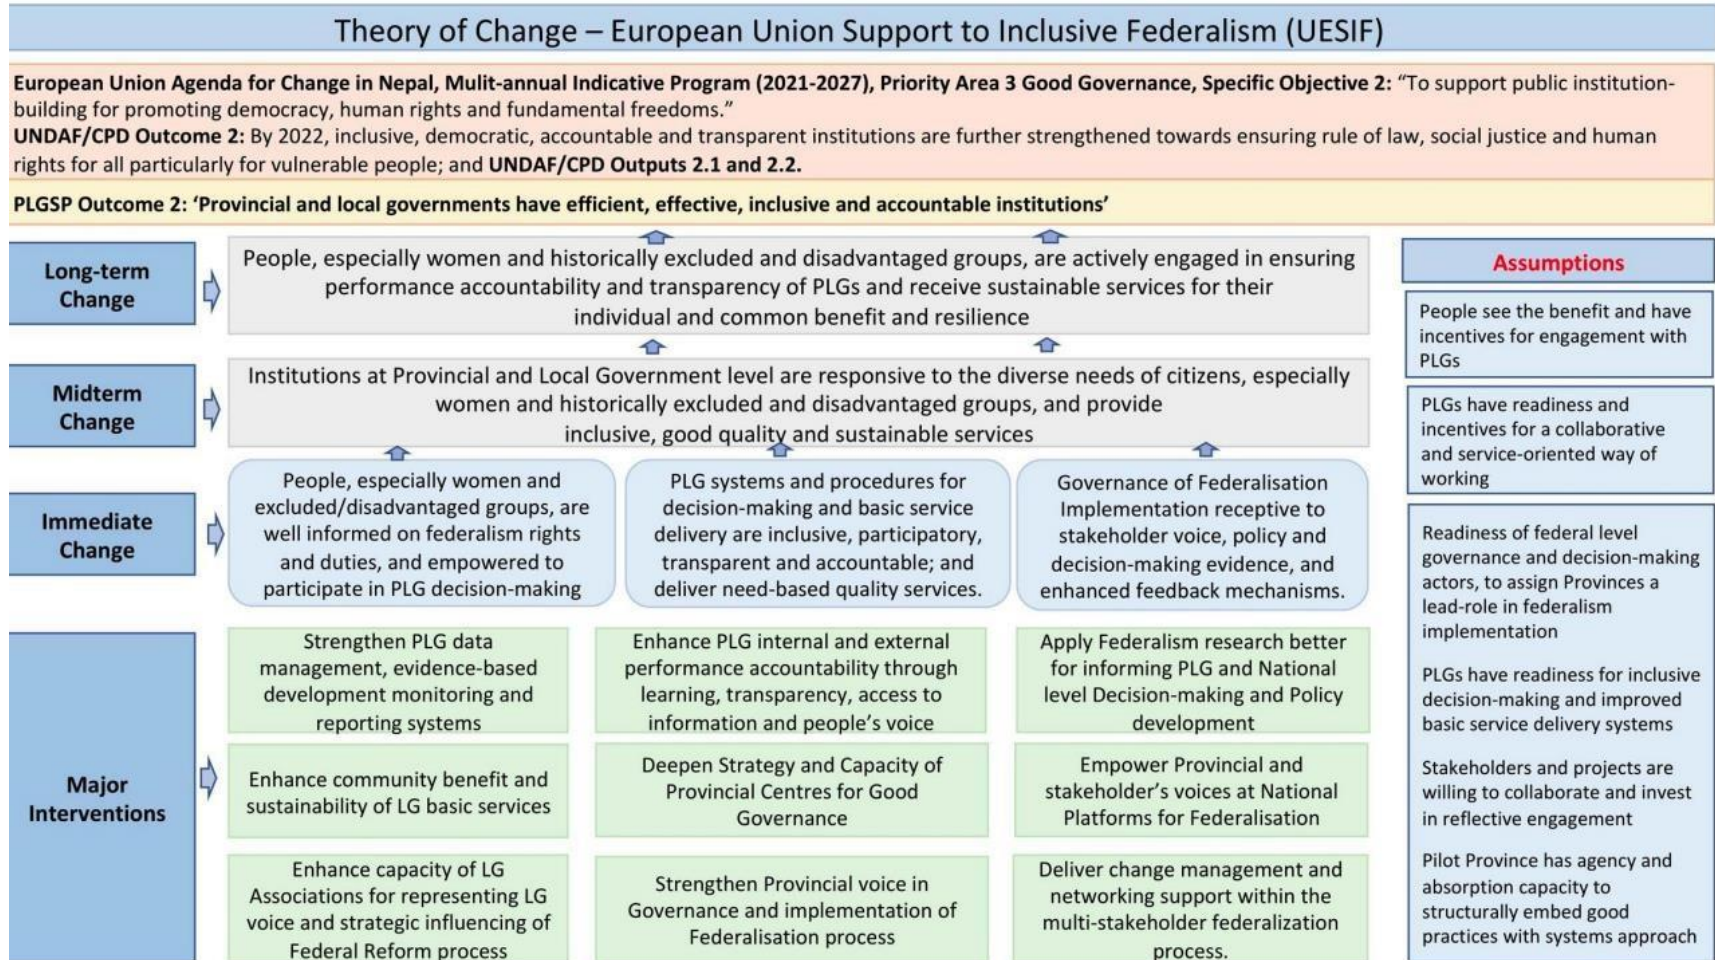 Theory of Change – European Union Support to Inclusive Federalism (UESIF)
European Union Agenda for Change in Nepal, Mulit-annual Indicative Program (2021-2027), Priority Area 3 Good Governance, Specific Objective 2: “To support public institution-
building for promoting democracy, human rights and fundamental freedoms.”
UNDAF/CPD Outcome 2: By 2022, inclusive, democratic, accountable and transparent institutions are further strengthened towards ensuring rule of law, social justice and human
rights for all particularly for vulnerable people; and UNDAF/CPD Outputs 2.1 and 2.2.
PLGSP Outcome 2: ‘Provincial and local governments have efficient, effective, inclusive and accountable institutions’
Long-term
Change
People, especially women and historically excluded and disadvantaged groups, are actively engaged in ensuring
performance accountability and transparency of PLGs and receive sustainable services for their
individual and common benefit and resilience
Midterm
Change
Institutions at Provincial and Local Government level are responsive to the diverse needs of citizens, especially
women and historically excluded and disadvantaged groups, and provide
inclusive, good quality and sustainable services
Immediate
Change
People, especially women and
excluded/disadvantaged groups, are
well informed on federalism rights
and duties, and empowered to
participate in PLG decision-making
PLG systems and procedures for
decision-making and basic service
delivery are inclusive, participatory,
transparent and accountable; and
deliver need-based quality services.
Governance of Federalisation
Implementation receptive to
stakeholder voice, policy and
decision-making evidence, and
enhanced feedback mechanisms.
Major
Interventions
Strengthen PLG data
management, evidence-based
development monitoring and
reporting systems
Enhance PLG internal and external
performance accountability through
learning, transparency, access to
information and people’s voice
Apply Federalism research better
for informing PLG and National
level Decision-making and Policy
development
Enhance community benefit and
sustainability of LG basic services
Deepen Strategy and Capacity of
Provincial Centres for Good
Governance
Empower Provincial and
stakeholder’s voices at National
Platforms for Federalisation
Enhance capacity of LG
Associations for representing LG
voice and strategic influencing of
Federal Reform process
Strengthen Provincial voice in
Governance and implementation of
Federalisation process
Deliver change management and
networking support within the
multi-stakeholder federalization
process.
Assumptions
People see the benefit and have
incentives for engagement with
PLGs
PLGs have readiness and
incentives for a collaborative
and service-oriented way of
working
Readiness of federal level
governance and decision-making
actors, to assign Provinces a
lead-role in federalism
implementation
PLGs have readiness for inclusive
decision-making and improved
basic service delivery systems
Stakeholders and projects are
willing to collaborate and invest
in reflective engagement
Pilot Province has agency and
absorption capacity to
structurally embed good
practices with systems approach